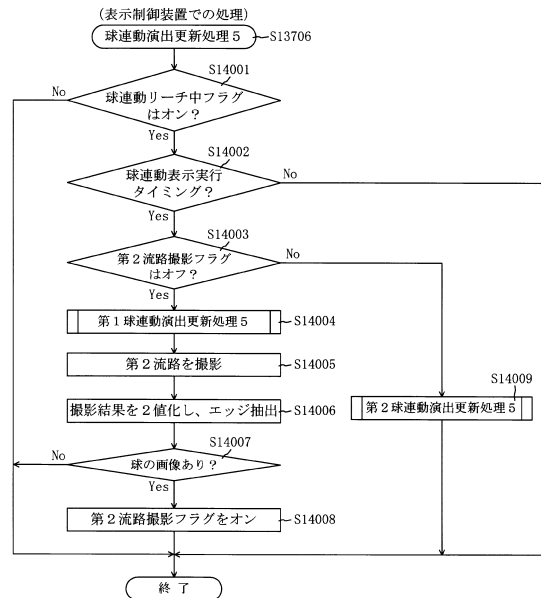 (表示制御装置での処理)
球連動演出更新処理5
S13706
S14001
No
球連動リーチ中フラグ
はオン?
Yes
S14002
球連動表示実行
タイミング?
No
Yes
S14003
第2流路撮影フラグ
はオフ?
No
Yes
第1球連動演出更新処理5
S14004
第2流路を撮影
S14005
S14009
撮影結果を2値化し、エッジ抽出
S14006
第2球連動演出更新処理5
S14007
No
球の画像あり?
Yes
第2流路撮影フラグをオン
S14008
終了